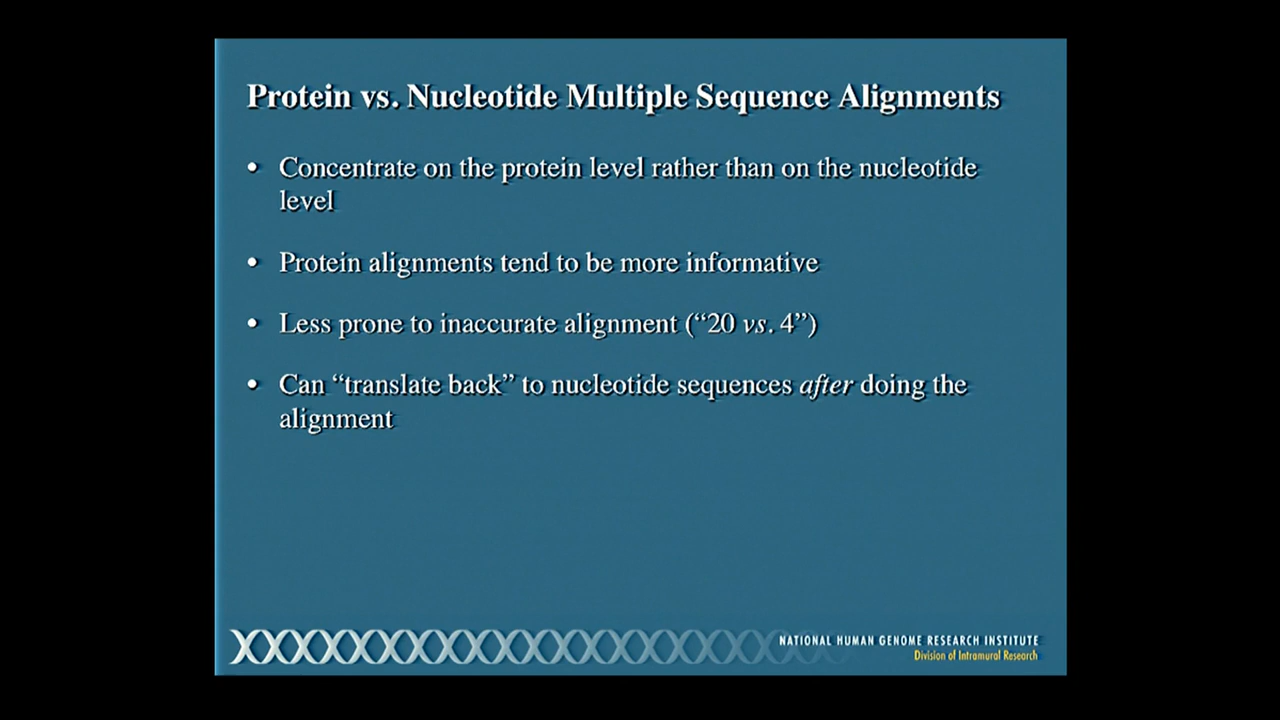 Protein vs. Nucleotide Multiple Sequence Alignments
• Concentrate on the protein level rather than on the nucleotide
level
• Protein alignments tend to be more informative
• Less prone to inaccurate alignment (“20 vs. 4”)
• Can “translate back” to nucleotide sequences after doing the
alignment
NATIONAL HUMAN GENOME RESEARCH INSTITUTE
Division of Intramural Research